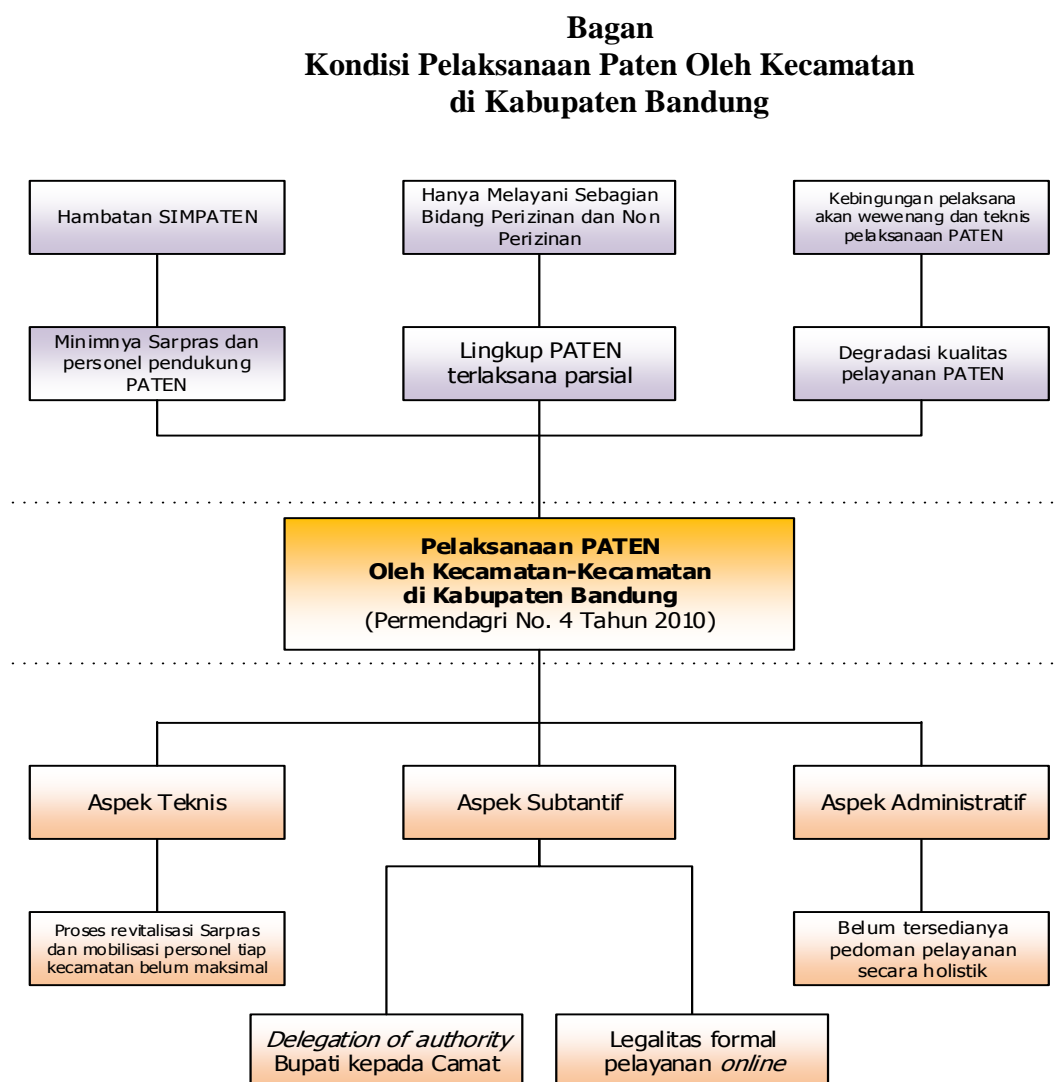 Bagan
Kondisi Pelaksanaan Paten Oleh Kecamatan
di Kabupaten Bandung
Hambatan SIMPATEN
Hanya Melayani Sebagian
Bidang Perizinan dan Non
Perizinan
Kebingungan pelaksana
akan wewenang dan teknis
pelaksanaan PATEN
Minimnya Sarpras dan
personel pendukung
PATEN
Lingkup PATEN
terlaksana parsial
Degradasi kualitas
pelayanan PATEN
Pelaksanaan PATEN
Oleh Kecamatan-Kecamatan
di Kabupaten Bandung
(Permendagri No. 4 Tahun 2010)
Aspek Teknis
Aspek Subtantif
Aspek Administratif
Proses revitalisasi Sarpras
dan mobilisasi personel tiap
kecamatan belum maksimal
Belum tersedianya
pedoman pelayanan
secara holistik
Delegation of authority
Bupati kepada Camat
Legalitas formal
pelayanan online